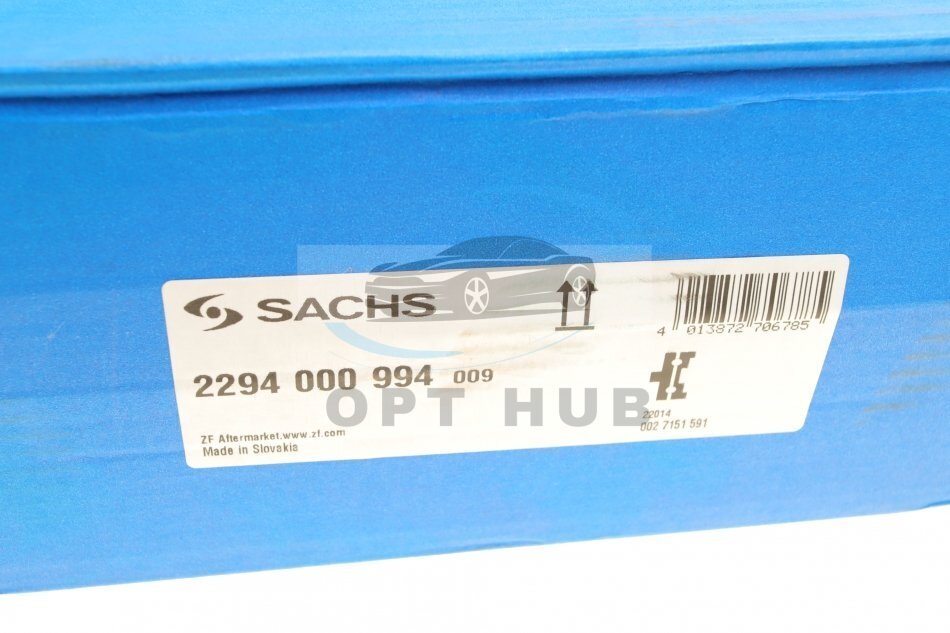 SACHS
4 013872 706785
2294 000 994 009
OPT HUB
22014
002 7151 591
ZF Aftermarket.www.zf.com
Made in Slovakia